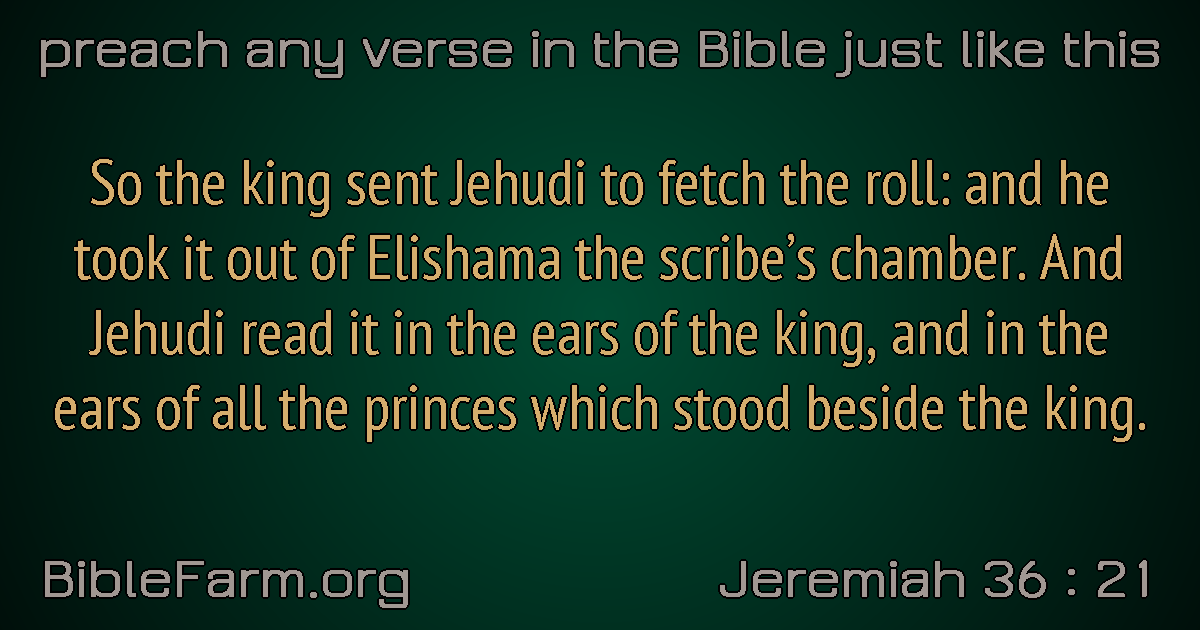 preach any verse in the Bible just like this
So the king sent Jehudi to fetch the roll: and he
took it out of Elishama the scribe’s chamber. And
Jehudi read it in the ears of the king, and in the
ears of all the princes which stood beside the king.
BibleFarm.org
Jeremiah 36 : 21